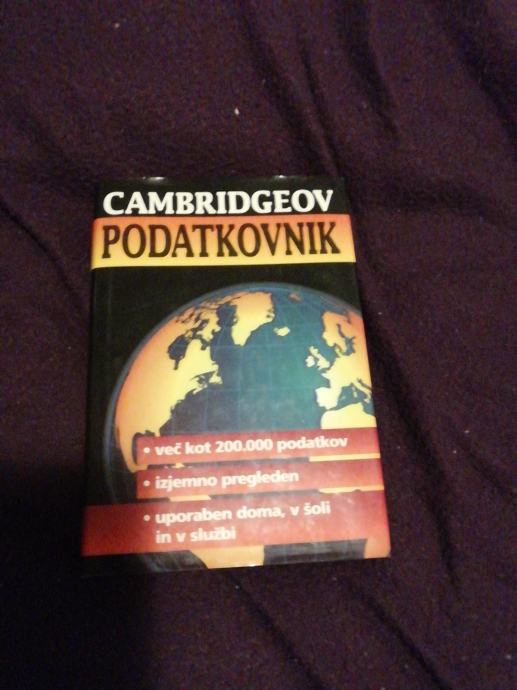 CAMBRIDGEOV
PODATKOVNIK
• več kot 200.000 podatkov
• izjemno pregleden
• uporaben doma, v šoli
in v službi